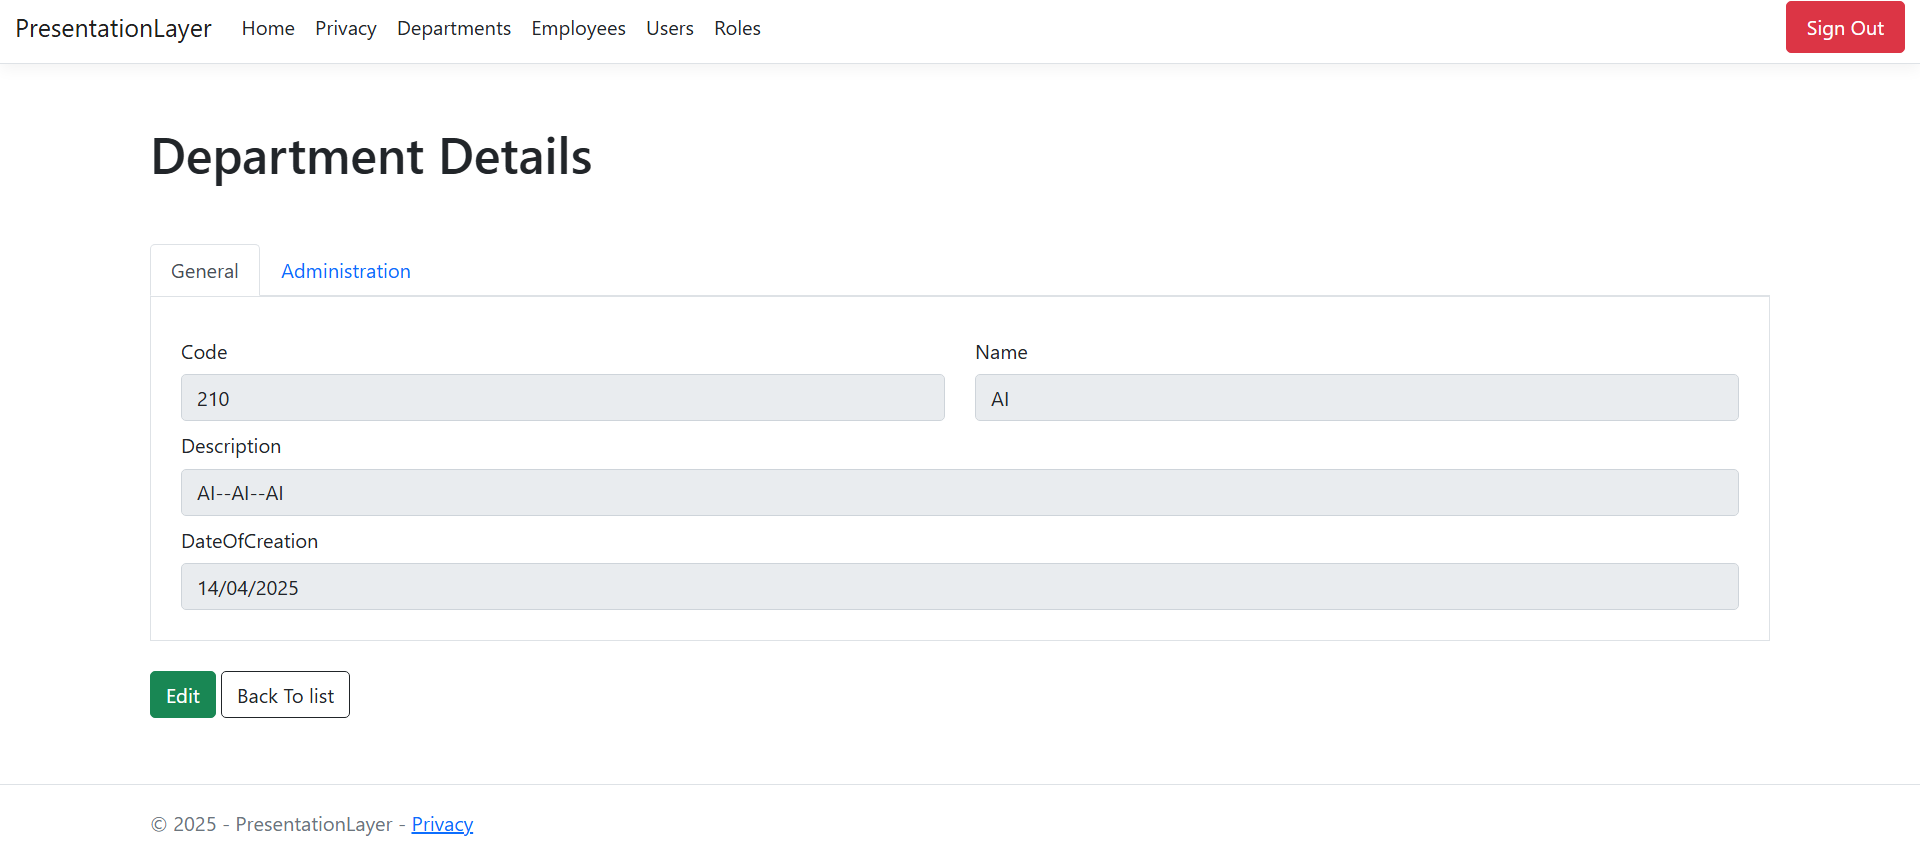 PresentationLayer Home Privacy Departments Employees Users Roles Sign Out
Department Details
General Administration
Code Name
210 AI
Description
AI--AI--AI
DateOfCreation
14/04/2025
Edit Back To list
© 2025 - PresentationLayer - Privacy